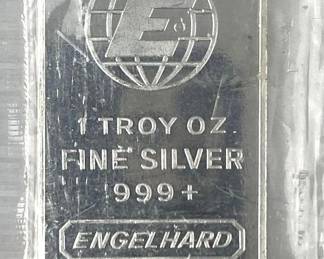 E
1 TROY OZ.
FINE SILVER
999+
ENGELHARD